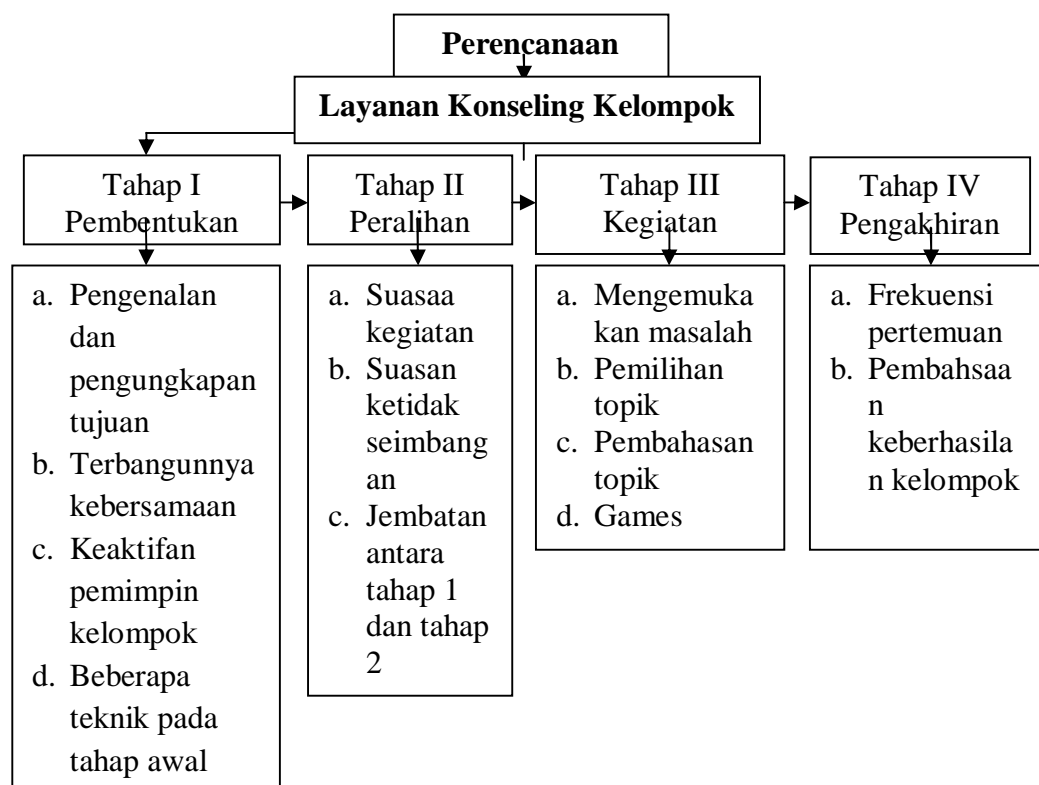 Perencanaan
Layanan Konseling Kelompok
Tahap I
Pembentukan
Tahap II
Peralihan
Tahap III
Kegiatan
Tahap IV
Pengakhiran
a. Pengenalan
dan
pengungkapan
tujuan
b. Terbangunnya
kebersamaan
c. Keaktifan
pemimpin
kelompok
d. Beberapa
teknik pada
tahap awal
a. Suasaa
kegiatan
b. Suasan
ketidak
seimbang
an
c. Jembatan
antara
tahap 1
dan tahap
2
a. Mengemuka
kan masalah
b. Pemilihan
topik
c. Pembahasan
topik
d. Games
a. Frekuensi
pertemuan
b. Pembahsaa
n
keberhasila
n kelompok